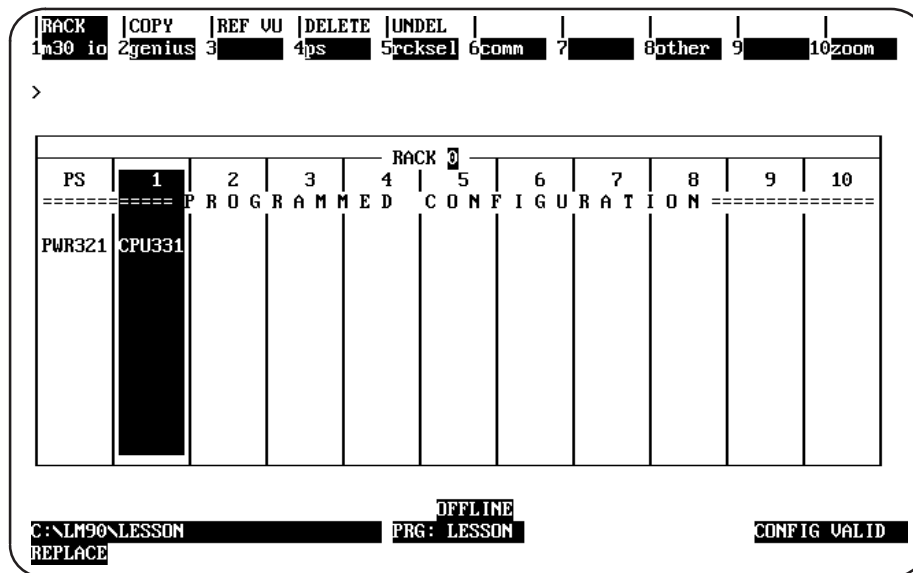 |RACK |COPY |REF VU |DELETE |UNDEL | | | | |
1m30 io 2genius 3 4ps 5rcksel 6comm 7 8other 9 10zoom
>
RACK 0
PS 1 2 3 4 5 6 7 8 9 10
============ P R O G R A M M E D C O N F I G U R A T I O N ===============
PWR321 CPU331
OFFLINE
C:\LM90\LESSON PRG: LESSON CONFIG VALID
REPLACE